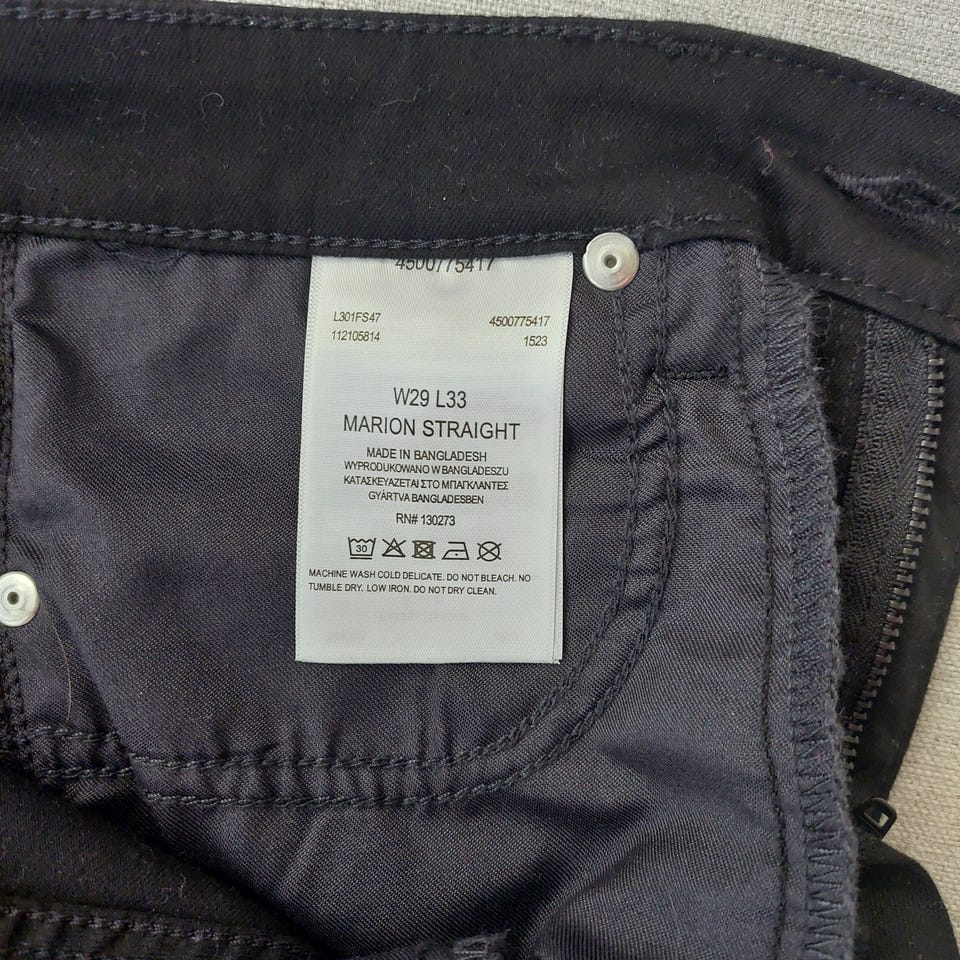 4500775417
L301FS47 4500775417
112105814 1523
W29 L33
MARION STRAIGHT
MADE IN BANGLADESH
WYPRODUKOWANO W BANGLADESZU
ΚΑΤΑΣΚΕΥΑΖΕΤΑΙ ΣΤΟ ΜΠΑΓΚΛΑΝΤΕΣ
GYÁRTVA BANGLADESBEN
RN# 130273
30
MACHINE WASH COLD DELICATE. DO NOT BLEACH. NO
TUMBLE DRY. LOW IRON. DO NOT DRY CLEAN.